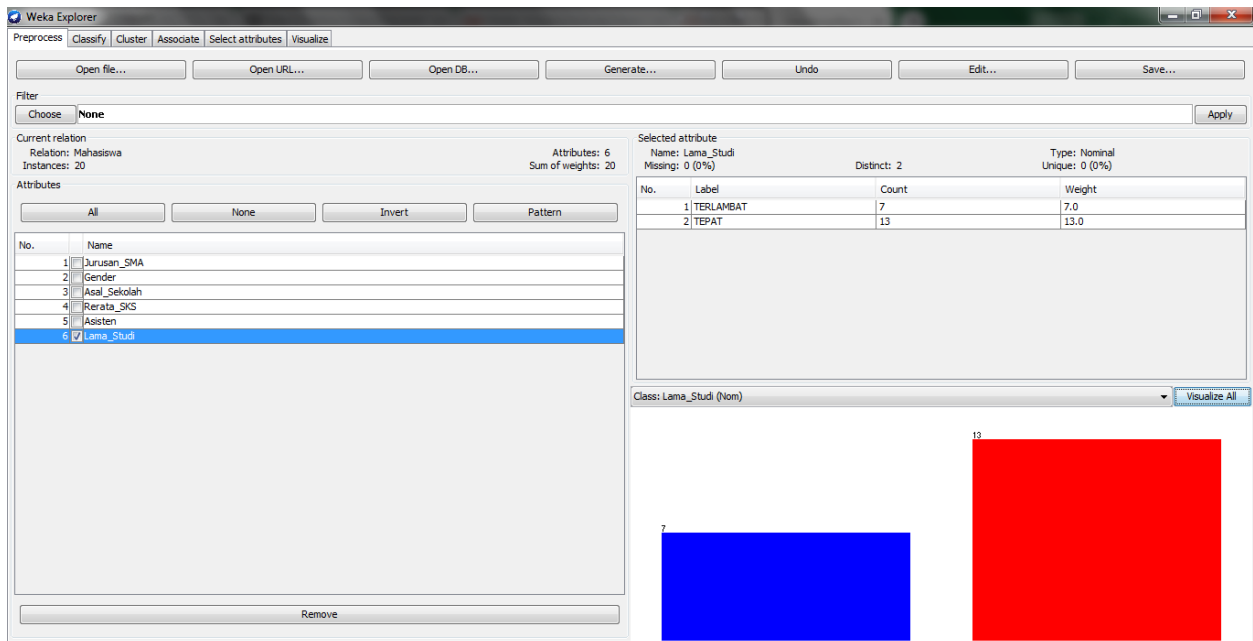 Weka Explorer
Preprocess Classify Cluster Associate Select attributes Visualize
Open file... Open URL... Open DB... Generate... Undo Edit... Save...
Filter
Choose None Apply
Current relation
Relation: Mahasiswa Attributes: 6
Instances: 20 Sum of weights: 20
Attributes
All None Invert Pattern
No. Name
1 Jurusan_SMA
2 Gender
3 Asal_Sekolah
4 Rerata_SKS
5 Asisten
6 Lama_Studi
Remove
Selected attribute
Name: Lama_Studi Type: Nominal
Missing: 0 (0%) Distinct: 2 Unique: 0 (0%)
No. Label Count Weight
1 TERLAMBAT 7 7.0
2 TEPAT 13 13.0
Class: Lama_Studi (Nom) Visualize All
13
7